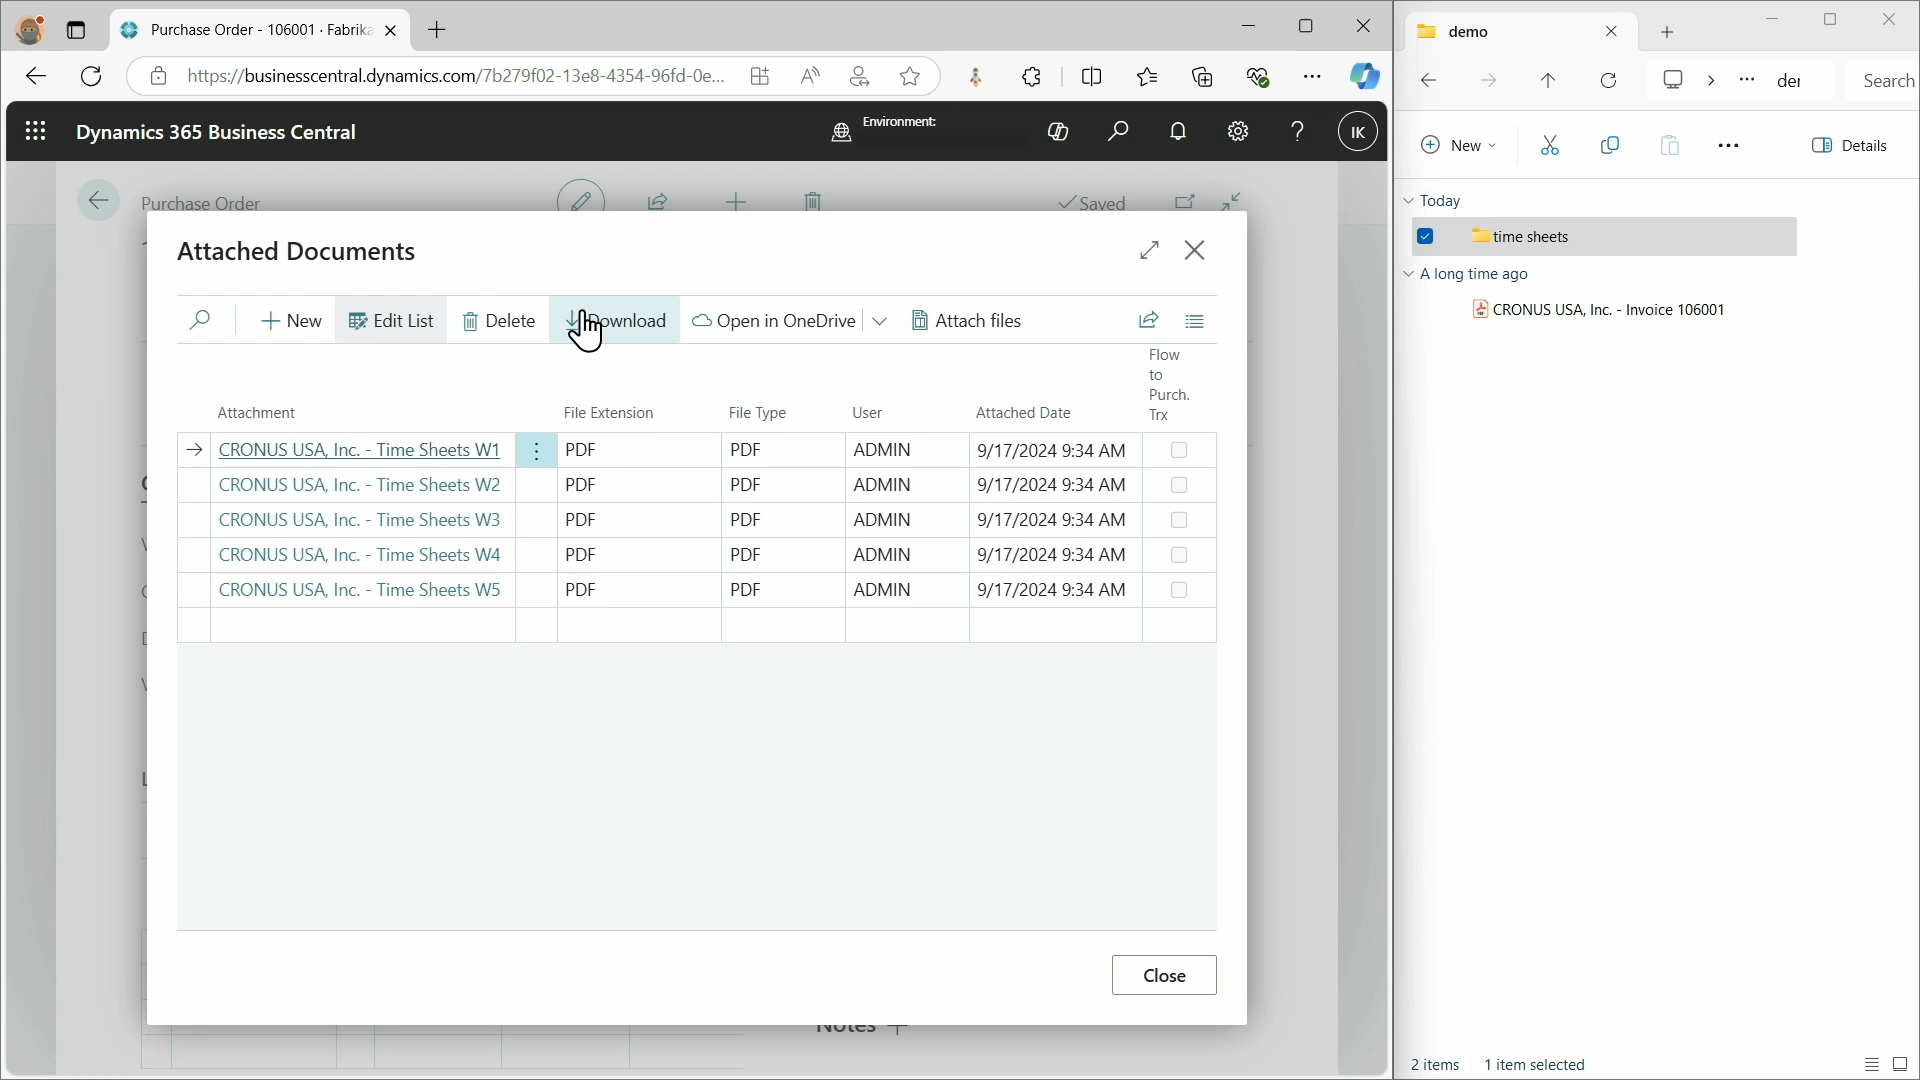 Purchase Order - 106001 · Fabrika
https://businesscentral.dynamics.com/7b279f02-13e8-4354-96fd-0e...
Dynamics 365 Business Central
Environment:
IK
Purchase Order
Saved
Attached Documents
New
Edit List
Delete
Download
Open in OneDrive
Attach files
Attachment
File Extension
File Type
User
Attached Date
Flow
to
Purch.
Trx
CRONUS USA, Inc. - Time Sheets W1 PDF PDF ADMIN 9/17/2024 9:34 AM
CRONUS USA, Inc. - Time Sheets W2 PDF PDF ADMIN 9/17/2024 9:34 AM
CRONUS USA, Inc. - Time Sheets W3 PDF PDF ADMIN 9/17/2024 9:34 AM
CRONUS USA, Inc. - Time Sheets W4 PDF PDF ADMIN 9/17/2024 9:34 AM
CRONUS USA, Inc. - Time Sheets W5 PDF PDF ADMIN 9/17/2024 9:34 AM
Close
Notes
demo
der
Search
New
Details
Today
time sheets
A long time ago
CRONUS USA, Inc. - Invoice 106001
2 items 1 item selected